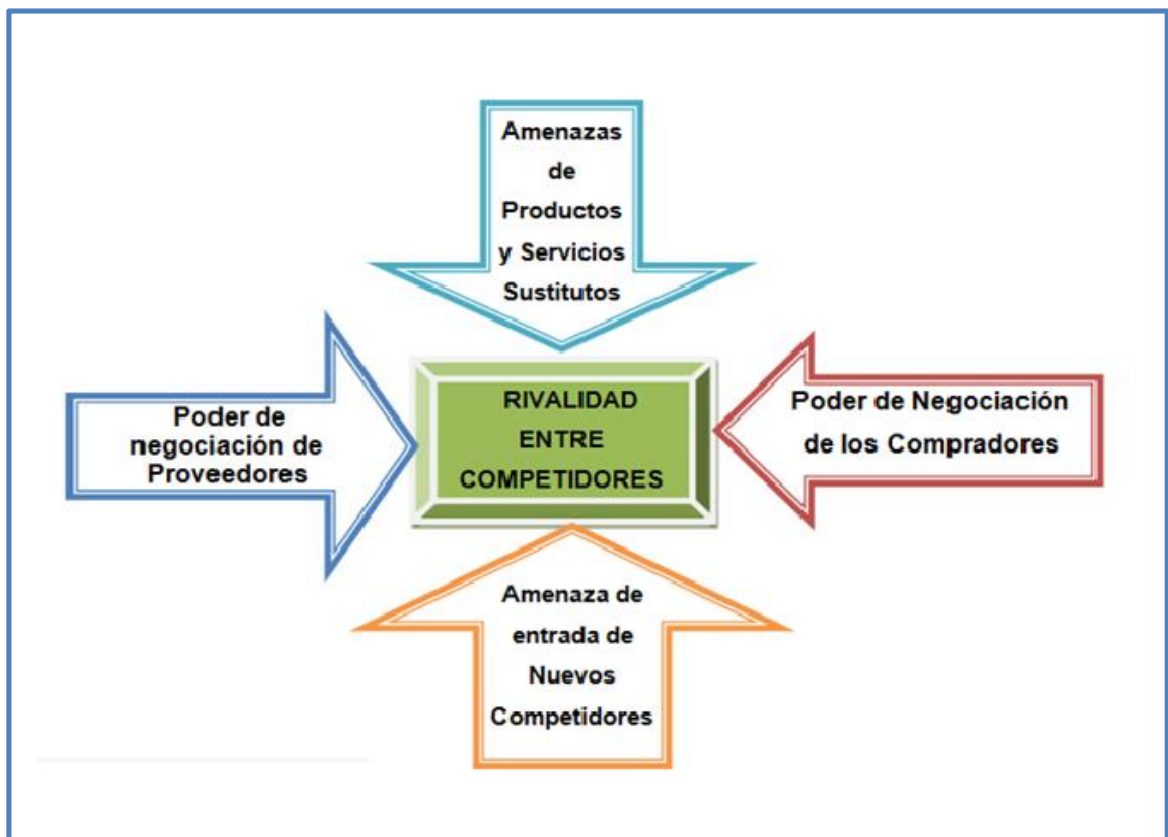 Amenazas
de
Productos
y Servicios
Sustitutos
Poder de
negociación de
Proveedores
RIVALIDAD
ENTRE
COMPETIDORES
Poder de Negociación
de los Compradores
Amenaza de
entrada de
Nuevos
Competidores